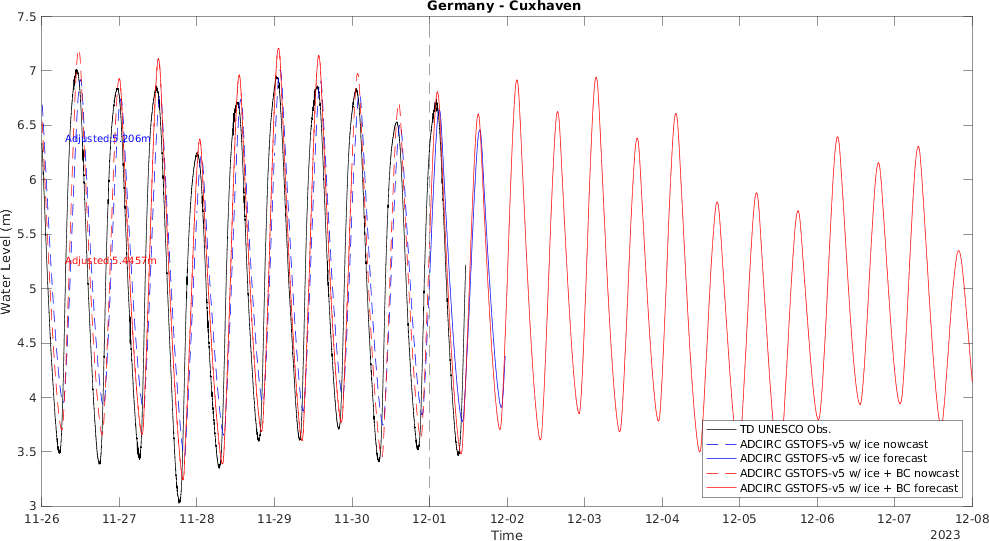 Germany - Cuxhaven
7.5
7
6.5
6
5.5
5
4.5
4
3.5
3
Water Level (m)
Adjusted:5.206m
Adjusted:5.4457m
TD UNESCO Obs.
ADCIRC GSTOFS-v5 w/ ice nowcast
ADCIRC GSTOFS-v5 w/ ice forecast
ADCIRC GSTOFS-v5 w/ ice + BC nowcast
ADCIRC GSTOFS-v5 w/ ice + BC forecast
11-26 11-27 11-28 11-29 11-30 12-01 12-02 12-03 12-04 12-05 12-06 12-07 12-08
Time
2023